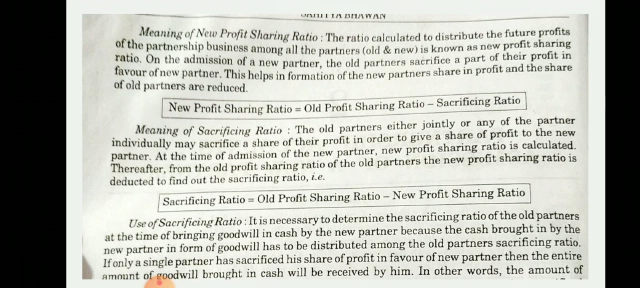 SAHITYA BHAWAN
Meaning of New Profit Sharing Ratio : The ratio calculated to distribute the future profits
of the partnership business among all the partners (old & new) is known as new profit sharing
ratio. On the admission of a new partner, the old partners sacrifice a part of their profit in
favour of new partner. This helps in formation of the new partners share in profit and the share
of old partners are reduced.
New Profit Sharing Ratio = Old Profit Sharing Ratio – Sacrificing Ratio
Meaning of Sacrificing Ratio : The old partners either jointly or any of the partner
individually may sacrifice a share of their profit in order to give a share of profit to the new
partner. At the time of admission of the new partner, new profit sharing ratio is calculated.
Thereafter, from the old profit sharing ratio of the old partners the new profit sharing ratio is
deducted to find out the sacrificing ratio, i.e.
Sacrificing Ratio = Old Profit Sharing Ratio – New Profit Sharing Ratio
Use of Sacrificing Ratio : It is necessary to determine the sacrificing ratio of the old partners
at the time of bringing goodwill in cash by the new partner because the cash brought in by the
new partner in form of goodwill has to be distributed among the old partners sacrificing ratio.
If only a single partner has sacrificed his share of profit in favour of new partner then the entire
amount of goodwill brought in cash will be received by him. In other words, the amount of